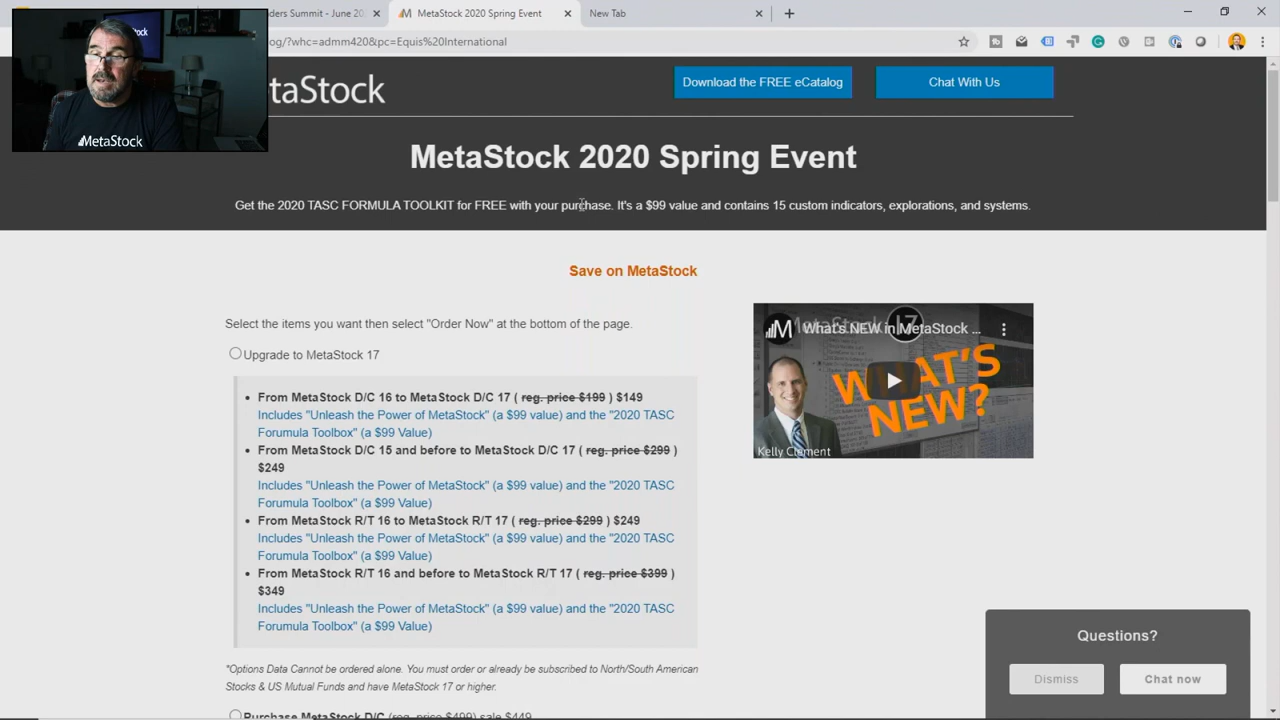 ders Summit - June 20
MetaStock 2020 Spring Event
New Tab
og/?whc=admm420&pc=Equis%20International
MetaStock
MetaStock
taStock
Download the FREE eCatalog
Chat With Us
MetaStock 2020 Spring Event
Get the 2020 TASC FORMULA TOOLKIT for FREE with your purchase. It's a $99 value and contains 15 custom indicators, explorations, and systems.
Save on MetaStock
Select the items you want then select "Order Now" at the bottom of the page.
Upgrade to MetaStock 17
From MetaStock D/C 16 to MetaStock D/C 17 ( reg. price $199 ) $149
Includes "Unleash the Power of MetaStock" (a $99 value) and the "2020 TASC
Forumula Toolbox" (a $99 Value)
From MetaStock D/C 15 and before to MetaStock D/C 17 ( reg. price $299 )
$249
Includes "Unleash the Power of MetaStock" (a $99 value) and the "2020 TASC
Forumula Toolbox" (a $99 Value)
From MetaStock R/T 16 to MetaStock R/T 17 ( reg. price $299 ) $249
Includes "Unleash the Power of MetaStock" (a $99 value) and the "2020 TASC
Forumula Toolbox" (a $99 Value)
From MetaStock R/T 16 and before to MetaStock R/T 17 ( reg. price $399 )
$349
Includes "Unleash the Power of MetaStock" (a $99 value) and the "2020 TASC
Forumula Toolbox" (a $99 Value)
*Options Data Cannot be ordered alone. You must order or already be subscribed to North/South American
Stocks & US Mutual Funds and have MetaStock 17 or higher.
Purchase MetaStock D/C (reg. price $499) sale $449
What's NEW in MetaStock ...
17
WHAT'S
NEW?
Kelly Clement
Questions?
Dismiss
Chat now